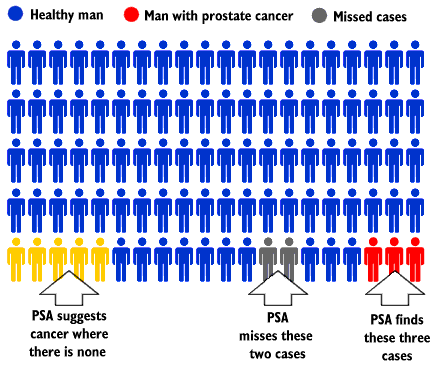 Healthy man
Man with prostate cancer
Missed cases
PSA suggests
cancer where
there is none
PSA
misses these
two cases
PSA finds
these three
cases